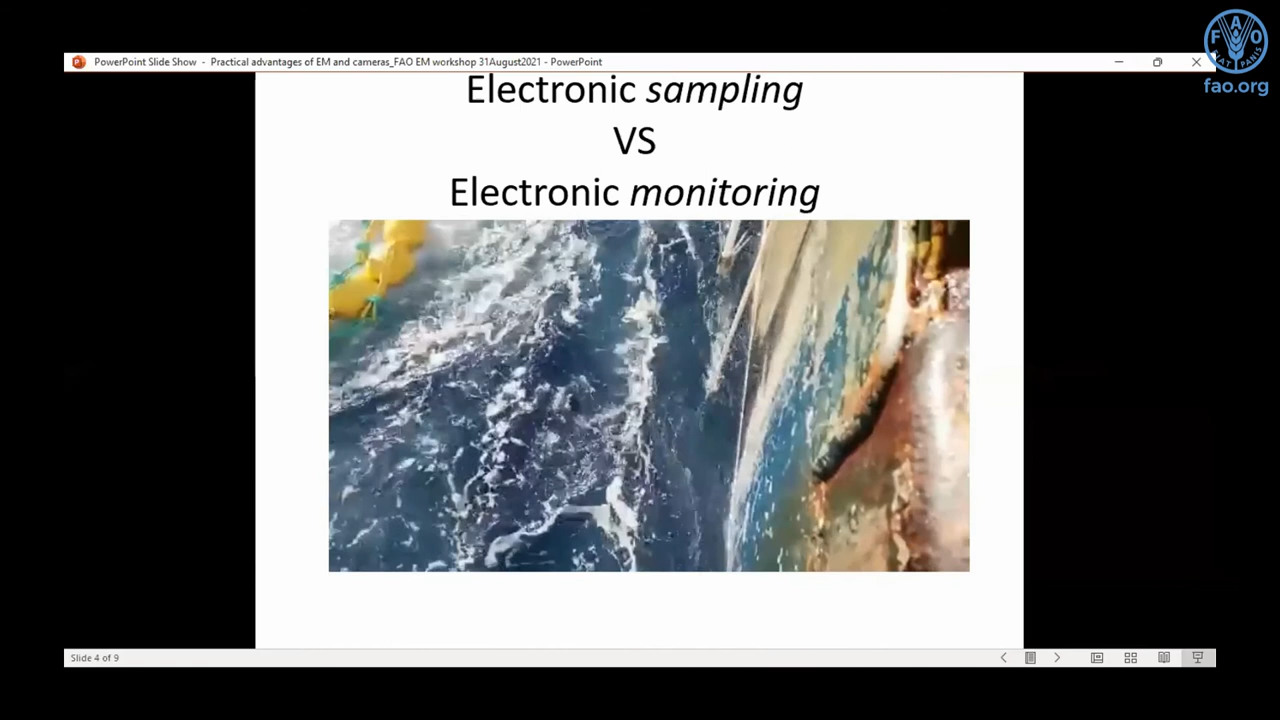 F A O
FIAT PANIS
fao.org
PowerPoint Slide Show - Practical advantages of EM and cameras_FAO EM workshop 31August2021 - PowerPoint
Electronic sampling
VS
Electronic monitoring
Slide 4 of 9